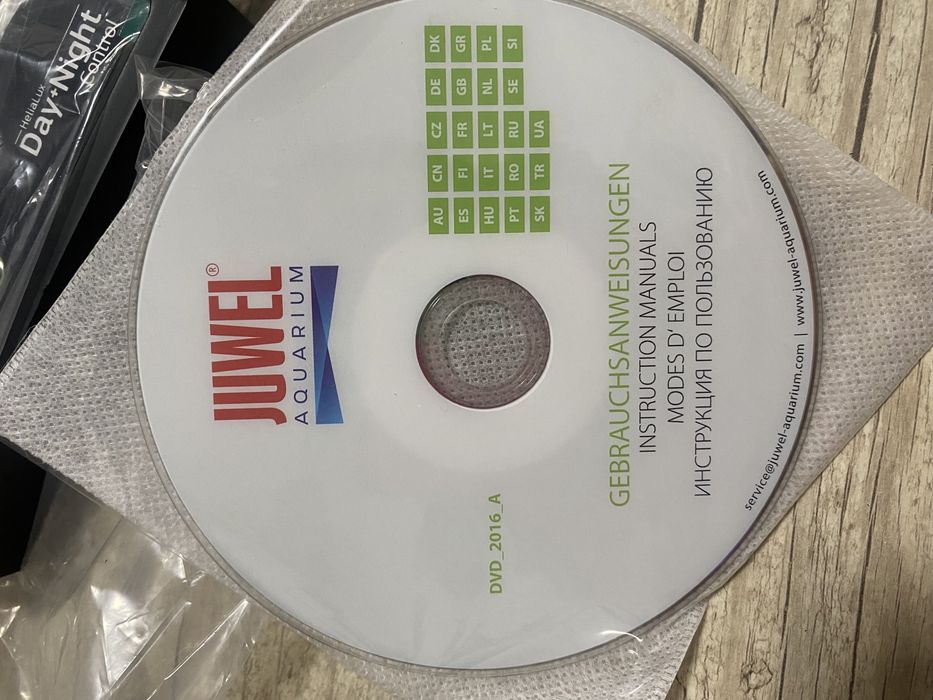 HeliaLux
Day+Night
Control
JUWEL®
AQUARIUM
AU CN CZ DE DK
ES FI FR GB GR
HU IT LT NL PL
PT RO RU SE SI
SK TR UA
DVD_2016_A
GEBRAUCHSANWEISUNGEN
INSTRUCTION MANUALS
MODES D' EMPLOI
ИНСТРУКЦИЯ ПО ПОЛЬЗОВАНИЮ
service@juwel-aquarium.com | www.juwel-aquarium.com